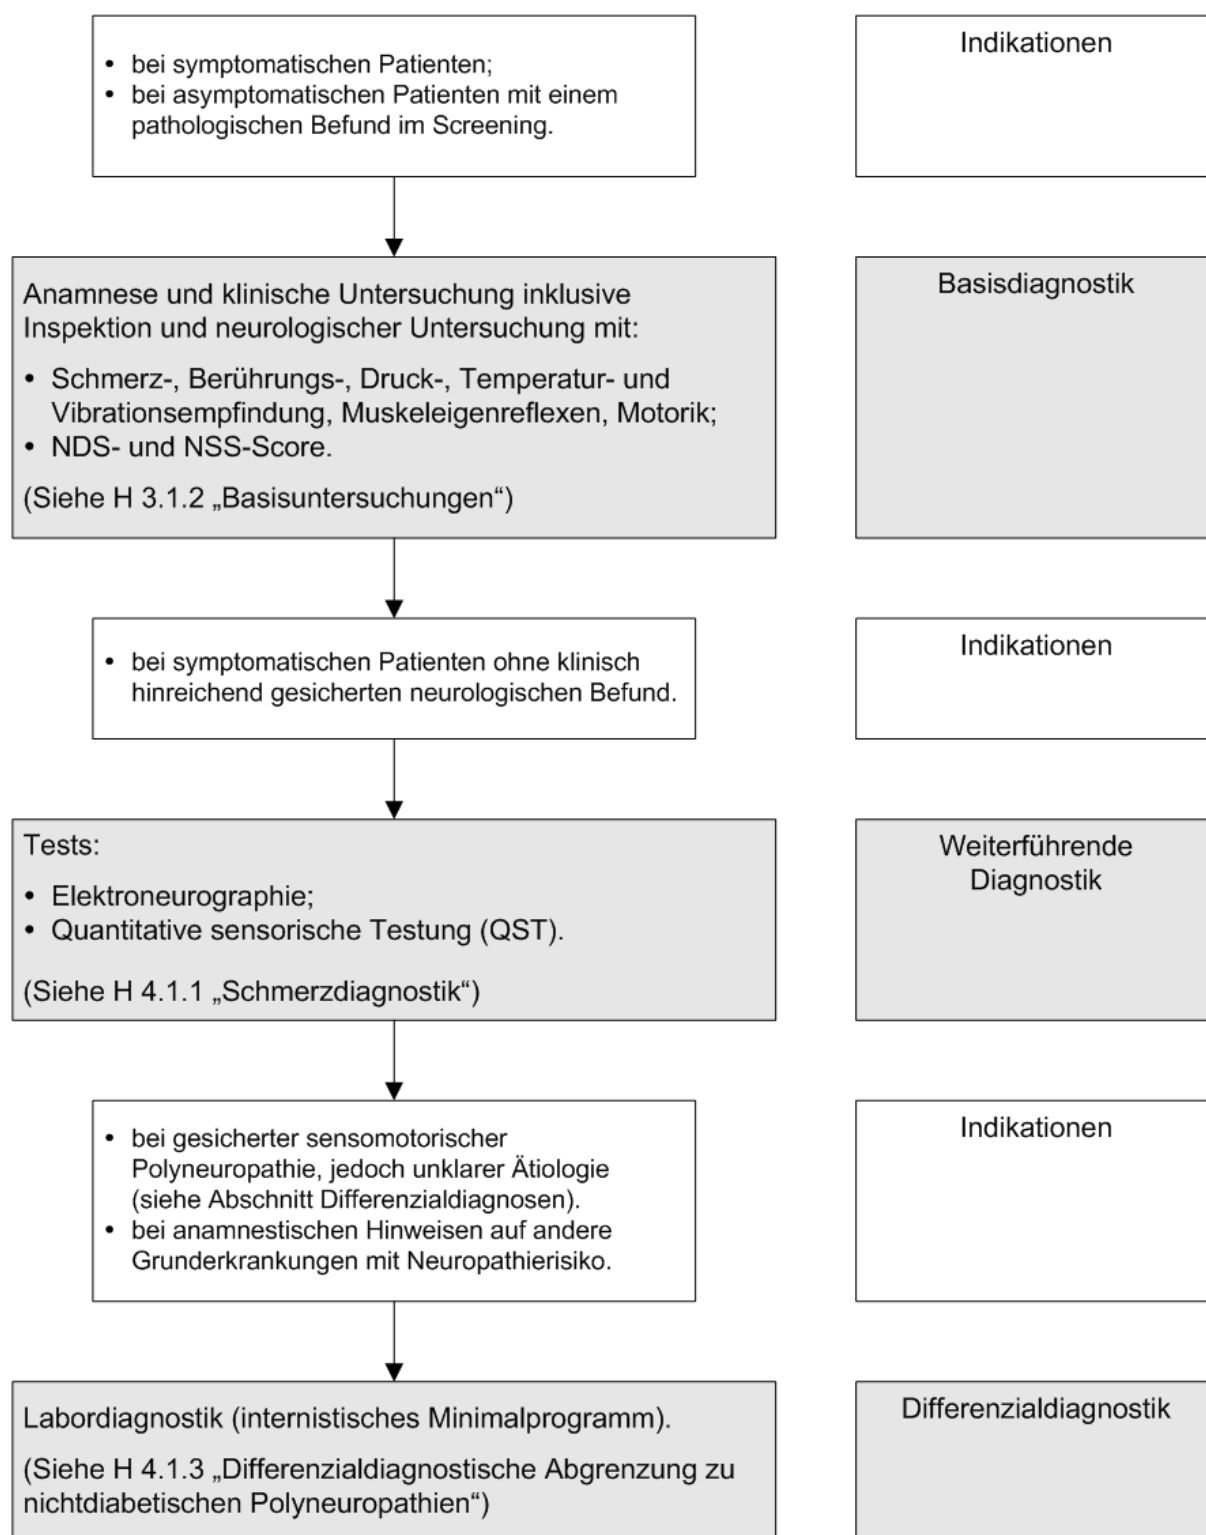 • bei symptomatischen Patienten;
• bei asymptomatischen Patienten mit einem
pathologischen Befund im Screening.
Indikationen
Anamnese und klinische Untersuchung inklusive
Inspektion und neurologischer Untersuchung mit:
• Schmerz-, Berührungs-, Druck-, Temperatur- und
Vibrationsempfindung, Muskeleigenreflexen, Motorik;
• NDS- und NSS-Score.
(Siehe H 3.1.2 „Basisuntersuchungen“)
Basisdiagnostik
• bei symptomatischen Patienten ohne klinisch
hinreichend gesicherten neurologischen Befund.
Indikationen
Tests:
• Elektroneurographie;
• Quantitative sensorische Testung (QST).
(Siehe H 4.1.1 „Schmerzdiagnostik“)
Weiterführende
Diagnostik
• bei gesicherter sensomotorischer
Polyneuropathie, jedoch unklarer Ätiologie
(siehe Abschnitt Differenzialdiagnosen).
• bei anamnestischen Hinweisen auf andere
Grunderkrankungen mit Neuropathierisiko.
Indikationen
Labordiagnostik (internistisches Minimalprogramm).
(Siehe H 4.1.3 „Differenzialdiagnostische Abgrenzung zu
nichtdiabetischen Polyneuropathien“)
Differenzialdiagnostik